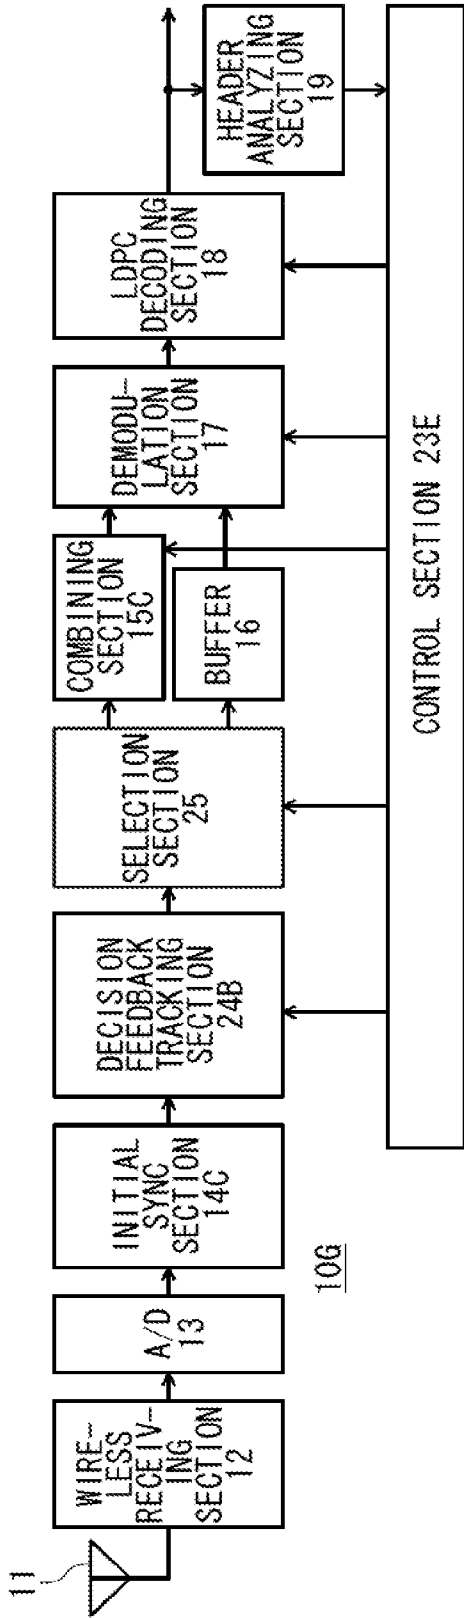 11
WIRE-
LESS
RECEIV-
ING
SECTION
12
A/D
13
INITIAL
SYNC
SECTION
14C
DECISION
FEEDBACK
TRACKING
SECTION
24B
SELECTION
SECTION
25
COMBINING
SECTION
15C
BUFFER
16
DEMODU-
LATION
SECTION
17
LDPC
DECODING
SECTION
18
HEADER
ANALYZING
SECTION
19
CONTROL SECTION 23E
10G